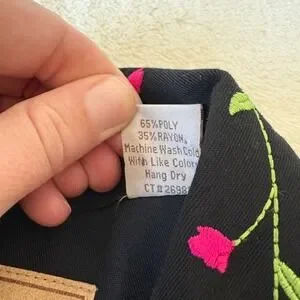 65%POLY
35%RAYON
Machine Wash Cold
With Like Colors
Hang Dry